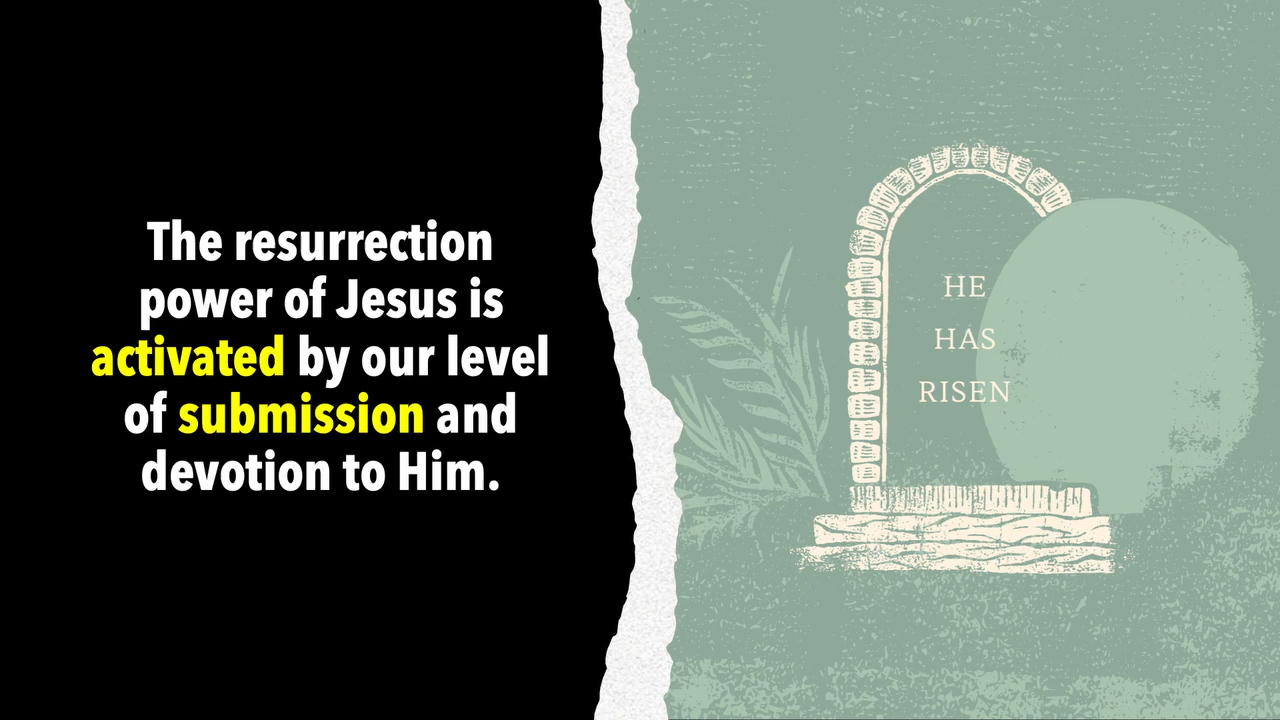 The resurrection
power of Jesus is
activated by our level
of submission and
devotion to Him.
HE
HAS
RISEN